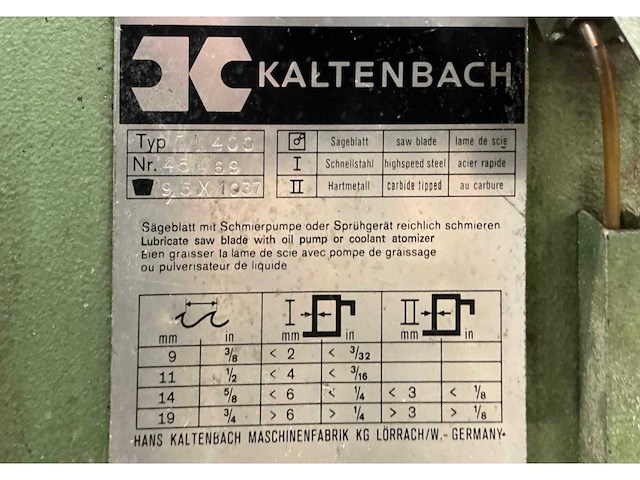 KALTENBACH
Typ 400 Sägeblatt saw blade lame de scie
Nr. 45469 I Schnellstahl highspeed steel acier rapide
9,5 X 1037 II Hartmetall carbide tipped au carbure
Sägeblatt mit Schmierpumpe oder Sprühgerät reichlich schmieren
Lubricate saw blade with oil pump or coolant atomizer
Bien graisser la lame de scie avec pompe de graissage
ou pulverisateur de liquide
I II
mm in mm in mm in
9 3/8 < 2 < 3/32
11 1/2 < 4 < 3/16
14 5/8 < 6 < 1/4 < 3 < 1/8
19 3/4 > 6 > 1/4 > 3 > 1/8
HANS KALTENBACH MASCHINENFABRIK KG LÖRRACH/W.- GERMANY